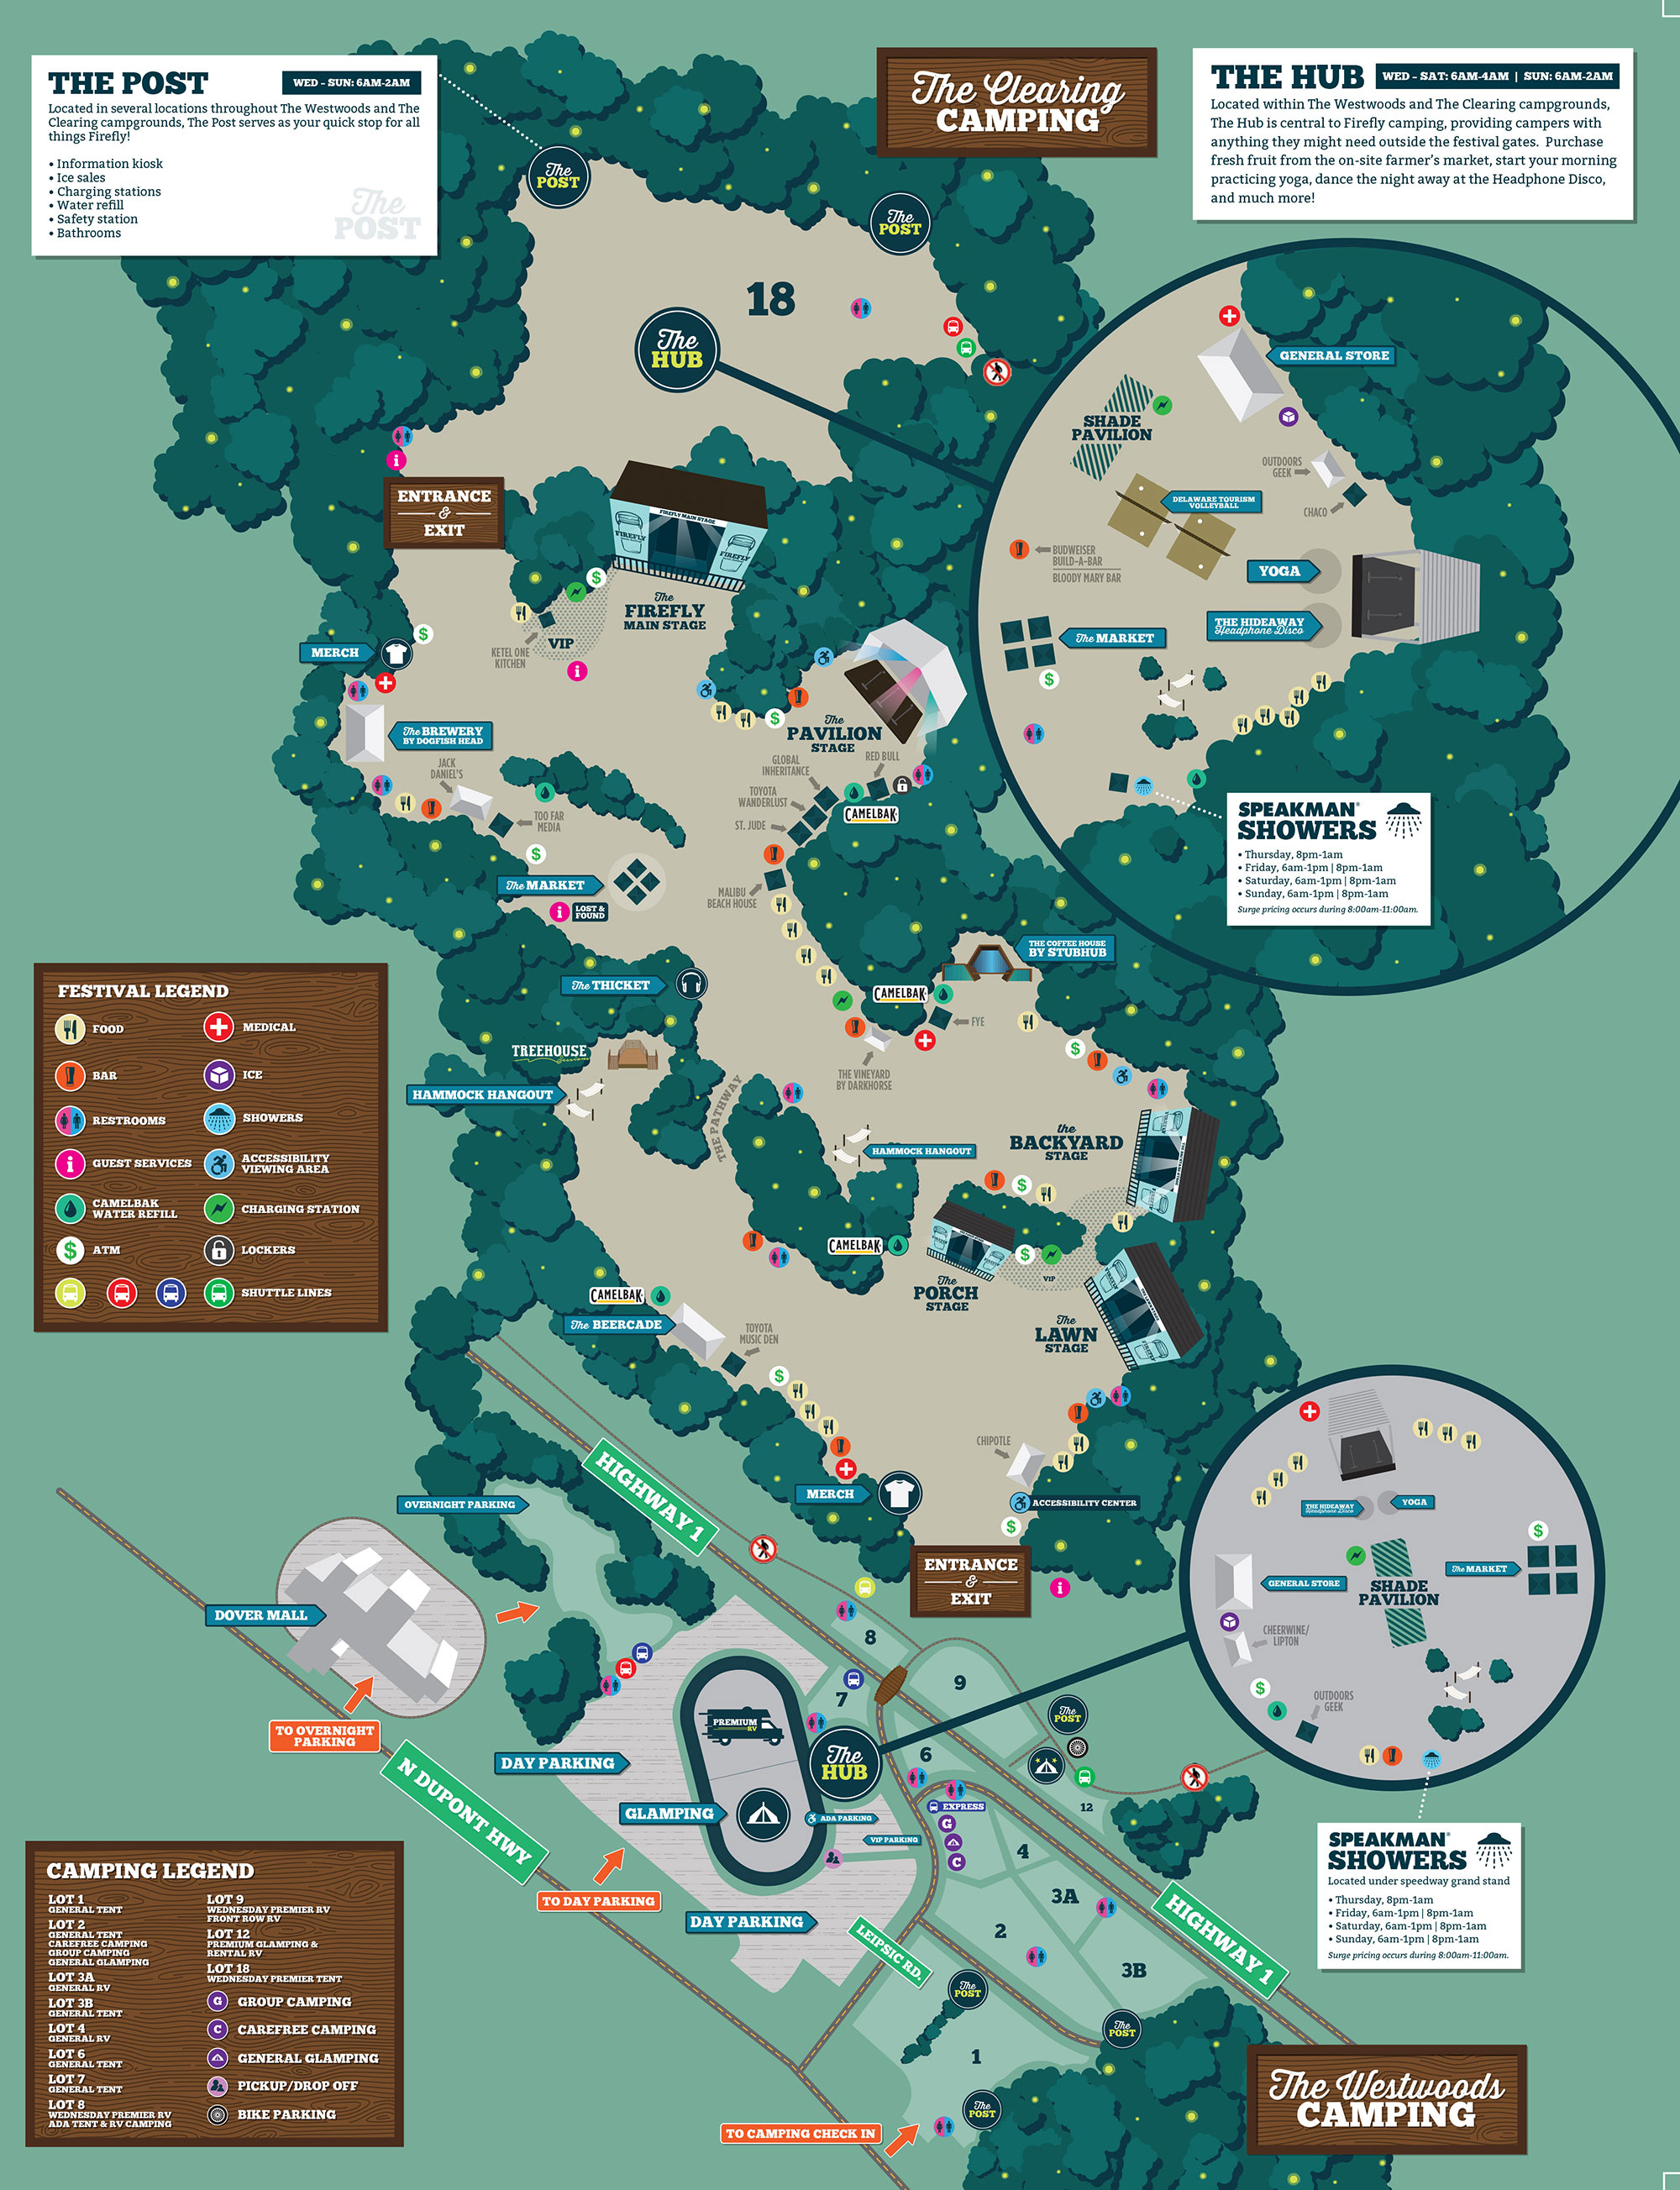 THE POST
WED - SUN: 6AM-2AM
Located in several locations throughout The Westwoods and The
Clearing campgrounds, The Post serves as your quick stop for all
things Firefly!
• Information kiosk
• Ice sales
• Charging stations
• Water refill
• Safety station
• Bathrooms
The
POST
The Clearing
CAMPING
THE HUB
WED - SAT: 6AM-4AM | SUN: 6AM-2AM
Located within The Westwoods and The Clearing campgrounds,
The Hub is central to Firefly camping, providing campers with
anything they might need outside the festival gates. Purchase
fresh fruit from the on-site farmer's market, start your morning
practicing yoga, dance the night away at the Headphone Disco,
and much more!
The
POST
The
POST
18
The
HUB
GENERAL STORE
SHADE
PAVILION
OUTDOORS
GEEK
CHACO
DELAWARE TOURISM
VOLLEYBALL
BUDWEISER
BUILD-A-BAR
BLOODY MARY BAR
YOGA
THE HIDEAWAY
Headphone Disco
The MARKET
SPEAKMAN®
SHOWERS
• Thursday, 8pm-1am
• Friday, 6am-1pm | 8pm-1am
• Saturday, 6am-1pm | 8pm-1am
• Sunday, 6am-1pm | 8pm-1am
Surge pricing occurs during 8:00am-11:00am.
i
ENTRANCE
&
EXIT
FIREFLY MAIN STAGE
FIREFLY
FIREFLY
The
FIREFLY
MAIN STAGE
$
VIP
KETEL ONE
KITCHEN
i
MERCH
$
The BREWERY
BY DOGFISH HEAD
JACK
DANIEL'S
TOO FAR
MEDIA
$
The
PAVILION
STAGE
$
GLOBAL
INHERITANCE
RED BULL
TOYOTA
WANDERLUST
CAMELBAK
ST. JUDE
MALIBU
BEACH HOUSE
The MARKET
i
LOST &
FOUND
THE COFFEE HOUSE
BY STUBHUB
CAMELBAK
FYE
The THICKET
TREEHOUSE
HAMMOCK HANGOUT
THE PATHWAY
THE VINEYARD
BY DARKHORSE
$
HAMMOCK HANGOUT
the
BACKYARD
STAGE
$
CAMELBAK
The
PORCH
STAGE
$
VIP
The
LAWN
STAGE
CAMELBAK
The BEERCADE
TOYOTA
MUSIC DEN
$
MERCH
CHIPOTLE
ACCESSIBILITY CENTER
$
ENTRANCE
&
EXIT
i
FESTIVAL LEGEND
FOOD
MEDICAL
BAR
ICE
RESTROOMS
SHOWERS
i
GUEST SERVICES
ACCESSIBILITY
VIEWING AREA
CAMELBAK
WATER REFILL
CHARGING STATION
$
ATM
LOCKERS
SHUTTLE LINES
HIGHWAY 1
OVERNIGHT PARKING
DOVER MALL
TO OVERNIGHT
PARKING
N DUPONT HWY
DAY PARKING
PREMIUM
RV
GLAMPING
TO DAY PARKING
DAY PARKING
ADA PARKING
VIP PARKING
The
HUB
LEIPSIC RD.
8
7
9
6
The
POST
12
EXPRESS
G
C
4
3A
2
3B
HIGHWAY 1
The
POST
The
POST
1
The
POST
TO CAMPING CHECK IN
THE HIDEAWAY
Headphone Disco
YOGA
$
The MARKET
GENERAL STORE
SHADE
PAVILION
CHEERWINE/
LIPTON
$
OUTDOORS
GEEK
SPEAKMAN®
SHOWERS
Located under speedway grand stand
• Thursday, 8pm-1am
• Friday, 6am-1pm | 8pm-1am
• Saturday, 6am-1pm | 8pm-1am
• Sunday, 6am-1pm | 8pm-1am
Surge pricing occurs during 8:00am-11:00am.
CAMPING LEGEND
LOT 1
GENERAL TENT
LOT 2
GENERAL TENT
CAREFREE CAMPING
GROUP CAMPING
GENERAL GLAMPING
LOT 3A
GENERAL RV
LOT 3B
GENERAL TENT
LOT 4
GENERAL RV
LOT 6
GENERAL TENT
LOT 7
GENERAL TENT
LOT 8
WEDNESDAY PREMIER RV
ADA TENT & RV CAMPING
LOT 9
WEDNESDAY PREMIER RV
FRONT ROW RV
LOT 12
PREMIUM GLAMPING &
RENTAL RV
LOT 18
WEDNESDAY PREMIER TENT
G
GROUP CAMPING
C
CAREFREE CAMPING
GENERAL GLAMPING
PICKUP/DROP OFF
BIKE PARKING
The Westwoods
CAMPING